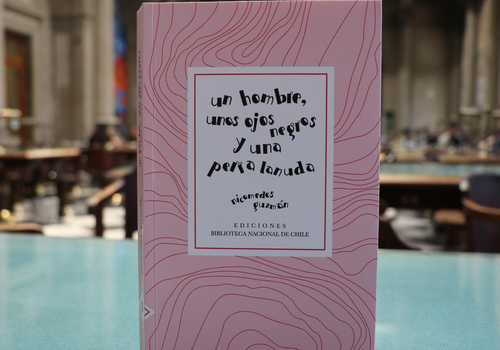 un hombre,
unos ojos
negros
y una
perra lanuda
nicomedes
guzmán
EDICIONES
BIBLIOTECA NACIONAL DE CHILE